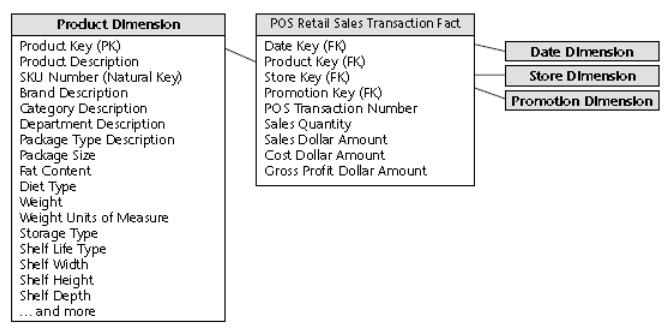 Product Dimension
Product Key (PK)
Product Description
SKU Number (Natural Key)
Brand Description
Category Description
Department Description
Package Type Description
Package Size
Fat Content
Diet Type
Weight
Weight Units of Measure
Storage Type
Shelf Life Type
Shelf Width
Shelf Height
Shelf Depth
... and more
POS Retail Sales Transaction Fact
Date Key (FK)
Product Key (FK)
Store Key (FK)
Promotion Key (FK)
POS Transaction Number
Sales Quantity
Sales Dollar Amount
Cost Dollar Amount
Gross Profit Dollar Amount
Date Dimension
Store Dimension
Promotion Dimension